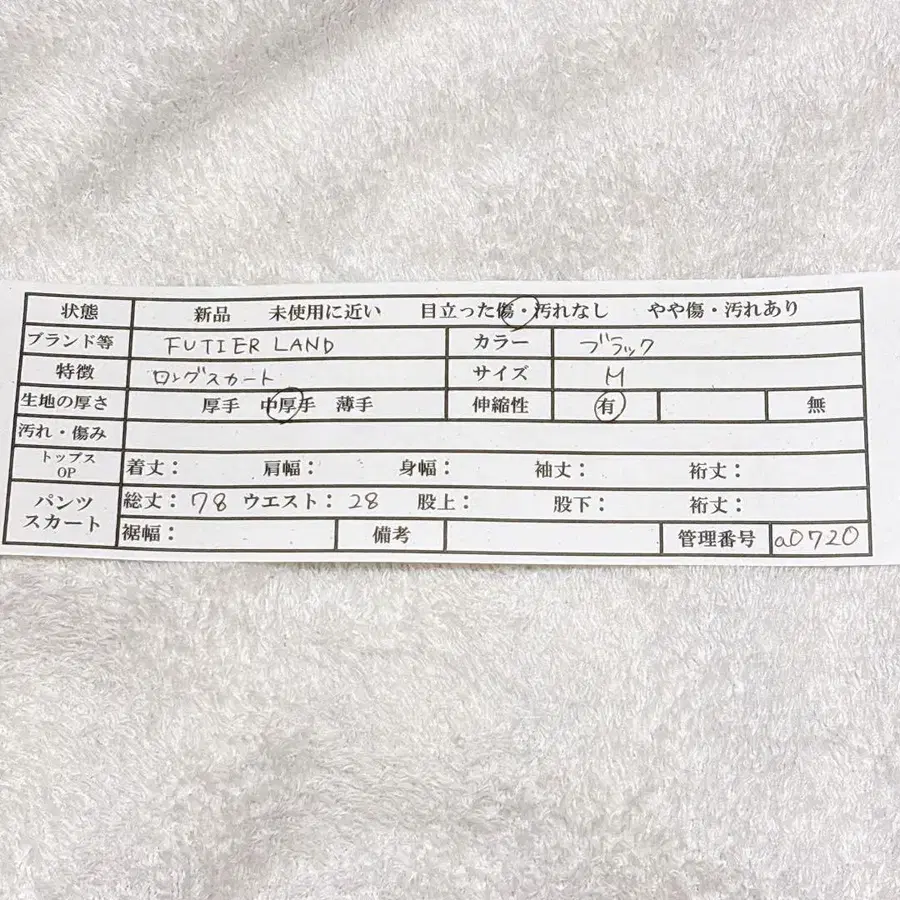 状態 新品 未使用に近い 目立った傷・汚れなし やや傷・汚れあり
ブランド等 FUTIER LAND カラー ブラック
特徴 ロングスカート サイズ M
生地の厚さ 厚手 中厚手 薄手 伸縮性 有 無
汚れ・傷み
トップス OP 着丈: 肩幅: 身幅: 袖丈: 裄丈:
パンツ スカート 総丈:78 ウエスト:28 股上: 股下: 裄丈:
裾幅: 備考 管理番号 a0720